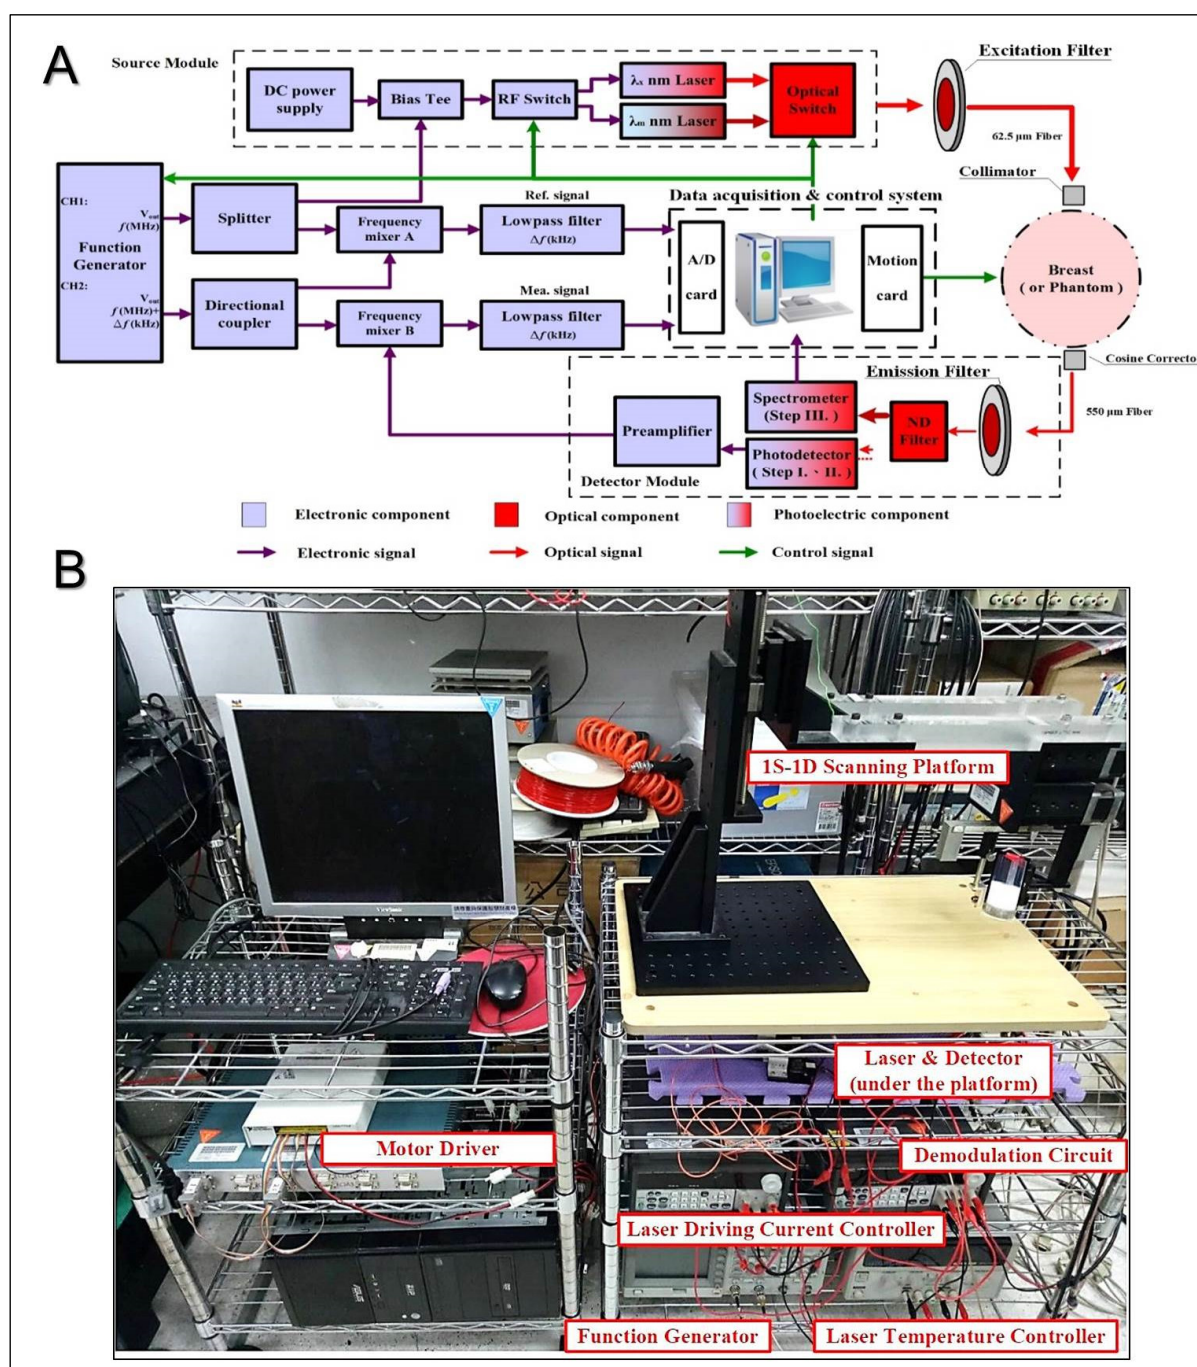 A
Source Module
DC power
supply
Bias Tee
RF Switch
λx nm Laser
λm nm Laser
Optical
Switch
Excitation Filter
62.5 μm Fiber
Collimator
CH1:
Vout
f(MHz)
Function
Generator
CH2:
Vout
f(MHz)+
Δf(kHz)
Splitter
Directional
coupler
Frequency
mixer A
Frequency
mixer B
Ref. signal
Lowpass filter
Δf(kHz)
Mea. signal
Lowpass filter
Δf(kHz)
Data acquisition & control system
A/D
card
Motion
card
Breast
( or Phantom )
Cosine Corrector
550 μm Fiber
Emission Filter
ND
Filter
Spectrometer
(Step III. )
Photodetector
( Step I.、II. )
Preamplifier
Detector Module
Electronic component
Optical component
Photoelectric component
Electronic signal
Optical signal
Control signal
B
1S-1D Scanning Platform
Laser & Detector
(under the platform)
Motor Driver
Demodulation Circuit
Laser Driving Current Controller
Function Generator
Laser Temperature Controller
ViewSonic